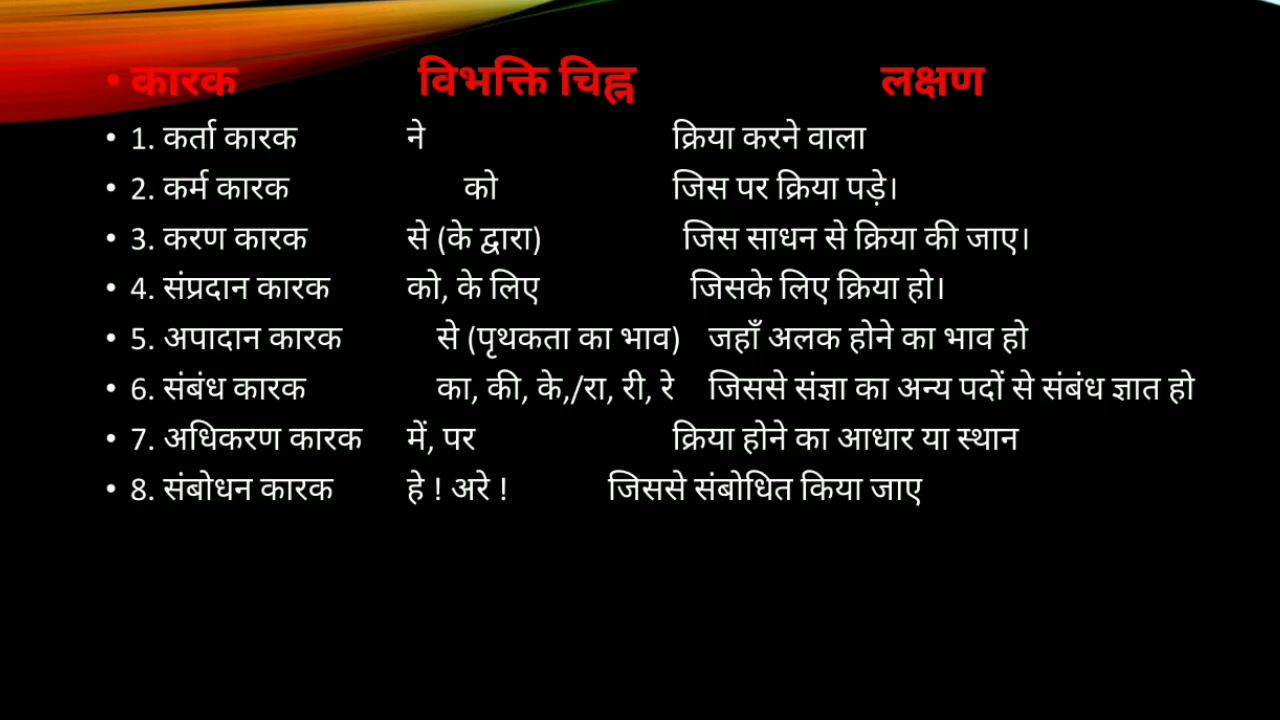 • कारक विभक्ति चिह्न लक्षण
• 1. कर्ता कारक ने क्रिया करने वाला
• 2. कर्म कारक को जिस पर क्रिया पड़े।
• 3. करण कारक से (के द्वारा) जिस साधन से क्रिया की जाए।
• 4. संप्रदान कारक को, के लिए जिसके लिए क्रिया हो।
• 5. अपादान कारक से (पृथकता का भाव) जहाँ अलक होने का भाव हो
• 6. संबंध कारक का, की, के,/रा, री, रे जिससे संज्ञा का अन्य पदों से संबंध ज्ञात हो
• 7. अधिकरण कारक में, पर क्रिया होने का आधार या स्थान
• 8. संबोधन कारक हे ! अरे ! जिससे संबोधित किया जाए